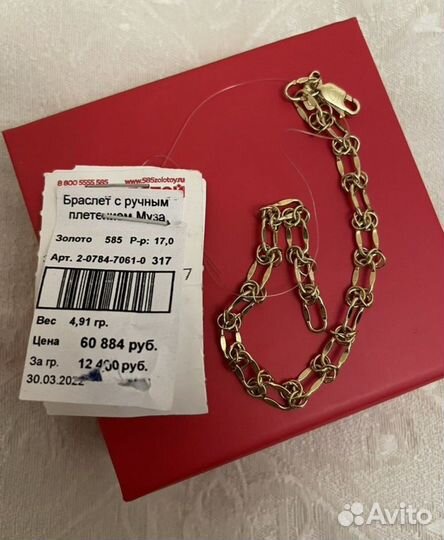 8 800 5555 585 www.585zolotoy.ru
Браслет с ручным
плетением Муза
Золото 585 Р-р: 17,0
Арт. 2-0784-7061-0 317
Вес 4,91 гр.
Цена 60 884 руб.
За гр. 12 400 руб.
30.03.2022
7
Avito